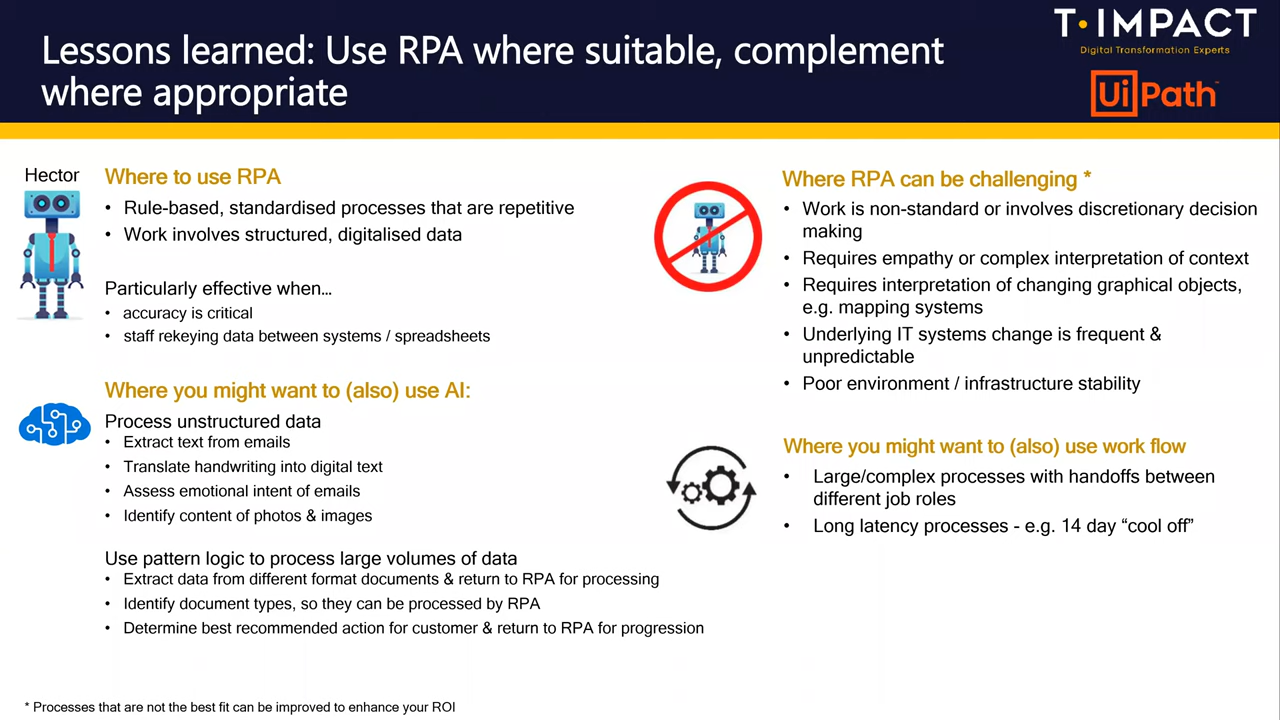 Lessons learned: Use RPA where suitable, complement
where appropriate
T·IMPACT
Digital Transformation Experts
UiPath™
Hector
Where to use RPA
• Rule-based, standardised processes that are repetitive
• Work involves structured, digitalised data
Particularly effective when…
• accuracy is critical
• staff rekeying data between systems / spreadsheets
Where you might want to (also) use AI:
Process unstructured data
• Extract text from emails
• Translate handwriting into digital text
• Assess emotional intent of emails
• Identify content of photos & images
Use pattern logic to process large volumes of data
• Extract data from different format documents & return to RPA for processing
• Identify document types, so they can be processed by RPA
• Determine best recommended action for customer & return to RPA for progression
Where RPA can be challenging *
• Work is non-standard or involves discretionary decision
making
• Requires empathy or complex interpretation of context
• Requires interpretation of changing graphical objects,
e.g. mapping systems
• Underlying IT systems change is frequent &
unpredictable
• Poor environment / infrastructure stability
Where you might want to (also) use work flow
• Large/complex processes with handoffs between
different job roles
• Long latency processes - e.g. 14 day “cool off”
* Processes that are not the best fit can be improved to enhance your ROI